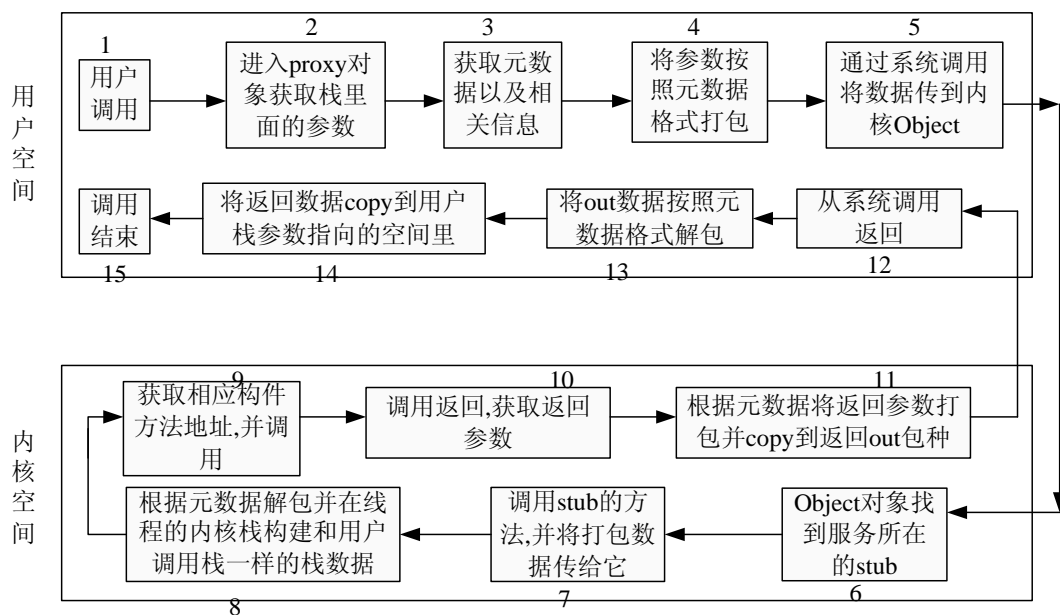 用户空间
1
用户
调用
2
进入proxy对
象获取栈里
面的参数
3
获取元数
据以及相
关信息
4
将参数按
照元数据
格式打包
5
通过系统调用
将数据传到内
核Object
调用
结束
15
将返回数据copy到用户
栈参数指向的空间里
14
将out数据按照元
数据格式解包
13
从系统调用
返回
12
内核空间
9
获取相应构件
方法地址,并调
用
10
调用返回,获取返回
参数
11
根据元数据将返回参数打
包并copy到返回out包种
根据元数据解包并在线
程的内核栈构建和用户
调用栈一样的栈数据
8
调用stub的方
法,并将打包数
据传给它
7
Object对象找
到服务所在
的stub
6